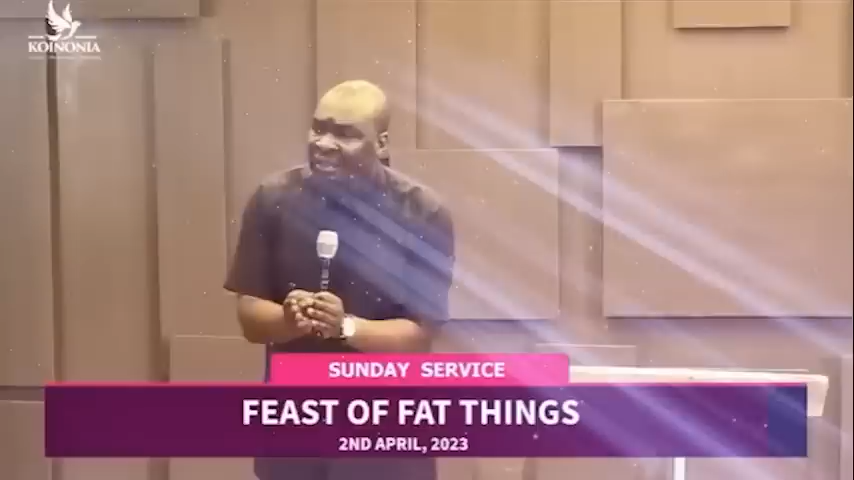 KOINONIA
SUNDAY SERVICE
FEAST OF FAT THINGS
2ND APRIL, 2023